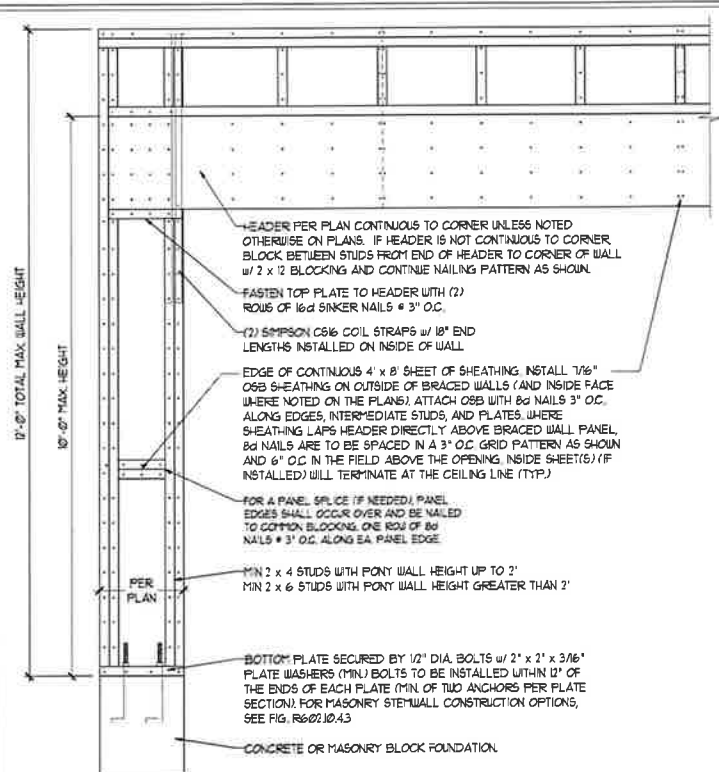 12'-0" TOTAL MAX. WALL HEIGHT
10'-0" MAX. HEIGHT
HEADER PER PLAN CONTINUOUS TO CORNER UNLESS NOTED
OTHERWISE ON PLANS. IF HEADER IS NOT CONTINUOUS TO CORNER,
BLOCK BETWEEN STUDS FROM END OF HEADER TO CORNER OF WALL
w/ 2 x 12 BLOCKING AND CONTINUE NAILING PATTERN AS SHOWN.
FASTEN TOP PLATE TO HEADER WITH (2)
ROWS OF 16d SINKER NAILS @ 3" O.C.
(2) SIMPSON CS16 COIL STRAPS w/ 18" END
LENGTHS INSTALLED ON INSIDE OF WALL
EDGE OF CONTINUOUS 4' x 8' SHEET OF SHEATHING. INSTALL 7/16"
OSB SHEATHING ON OUTSIDE OF BRACED WALLS (AND INSIDE FACE
WHERE NOTED ON THE PLANS). ATTACH OSB WITH 8d NAILS 3" O.C.
ALONG EDGES, INTERMEDIATE STUDS, AND PLATES. WHERE
SHEATHING LAPS HEADER DIRECTLY ABOVE BRACED WALL PANEL,
8d NAILS ARE TO BE SPACED IN A 3" O.C. GRID PATTERN AS SHOWN
AND 6" O.C. IN THE FIELD ABOVE THE OPENING. INSIDE SHEET(S) (IF
INSTALLED) WILL TERMINATE AT THE CEILING LINE (TYP.)
FOR A PANEL SPLICE (IF NEEDED), PANEL
EDGES SHALL OCCUR OVER AND BE NAILED
TO COMMON BLOCKING. ONE ROW OF 8d
NAILS @ 3" O.C. ALONG EA. PANEL EDGE.
MIN 2 x 4 STUDS WITH PONY WALL HEIGHT UP TO 2'
MIN 2 x 6 STUDS WITH PONY WALL HEIGHT GREATER THAN 2'
PER
PLAN
BOTTOM PLATE SECURED BY 1/2" DIA. BOLTS w/ 2" x 2" x 3/16"
PLATE WASHERS (MIN.) BOLTS TO BE INSTALLED WITHIN 12" OF
THE ENDS OF EACH PLATE (MIN. OF TWO ANCHORS PER PLATE
SECTION). FOR MASONRY STEMWALL CONSTRUCTION OPTIONS,
SEE FIG. R602.10.4.3
CONCRETE OR MASONRY BLOCK FOUNDATION.